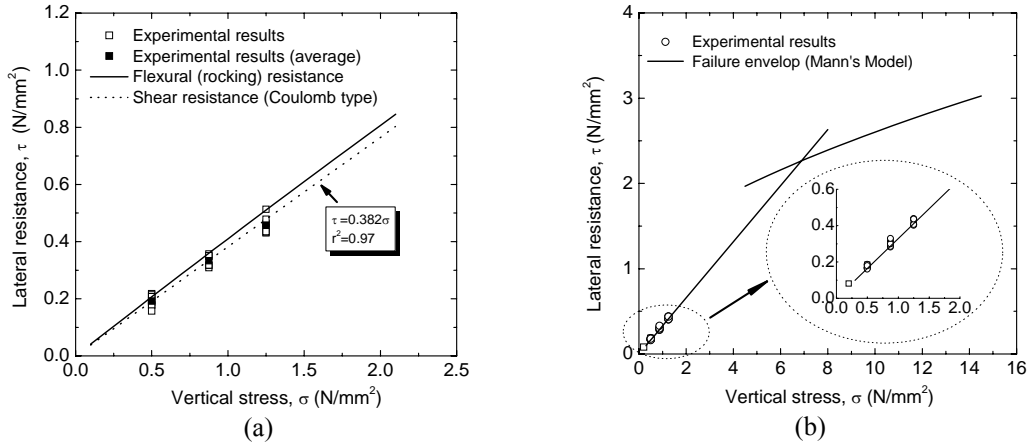 1.2
1.0
0.8
0.6
0.4
0.2
0.0
0.0 0.5 1.0 1.5 2.0 2.5
Lateral resistance, τ (N/mm²)
Vertical stress, σ (N/mm²)
Experimental results
Experimental results (average)
Flexural (rocking) resistance
Shear resistance (Coulomb type)
τ=0.382σ
r²=0.97
(a)
4
3
2
1
0
0 2 4 6 8 10 12 14 16
Lateral resistance, τ (N/mm²)
Vertical stress, σ (N/mm²)
Experimental results
Failure envelop (Mann's Model)
0.6
0.4
0.2
0.0
0.0 0.5 1.0 1.5 2.0
(b)